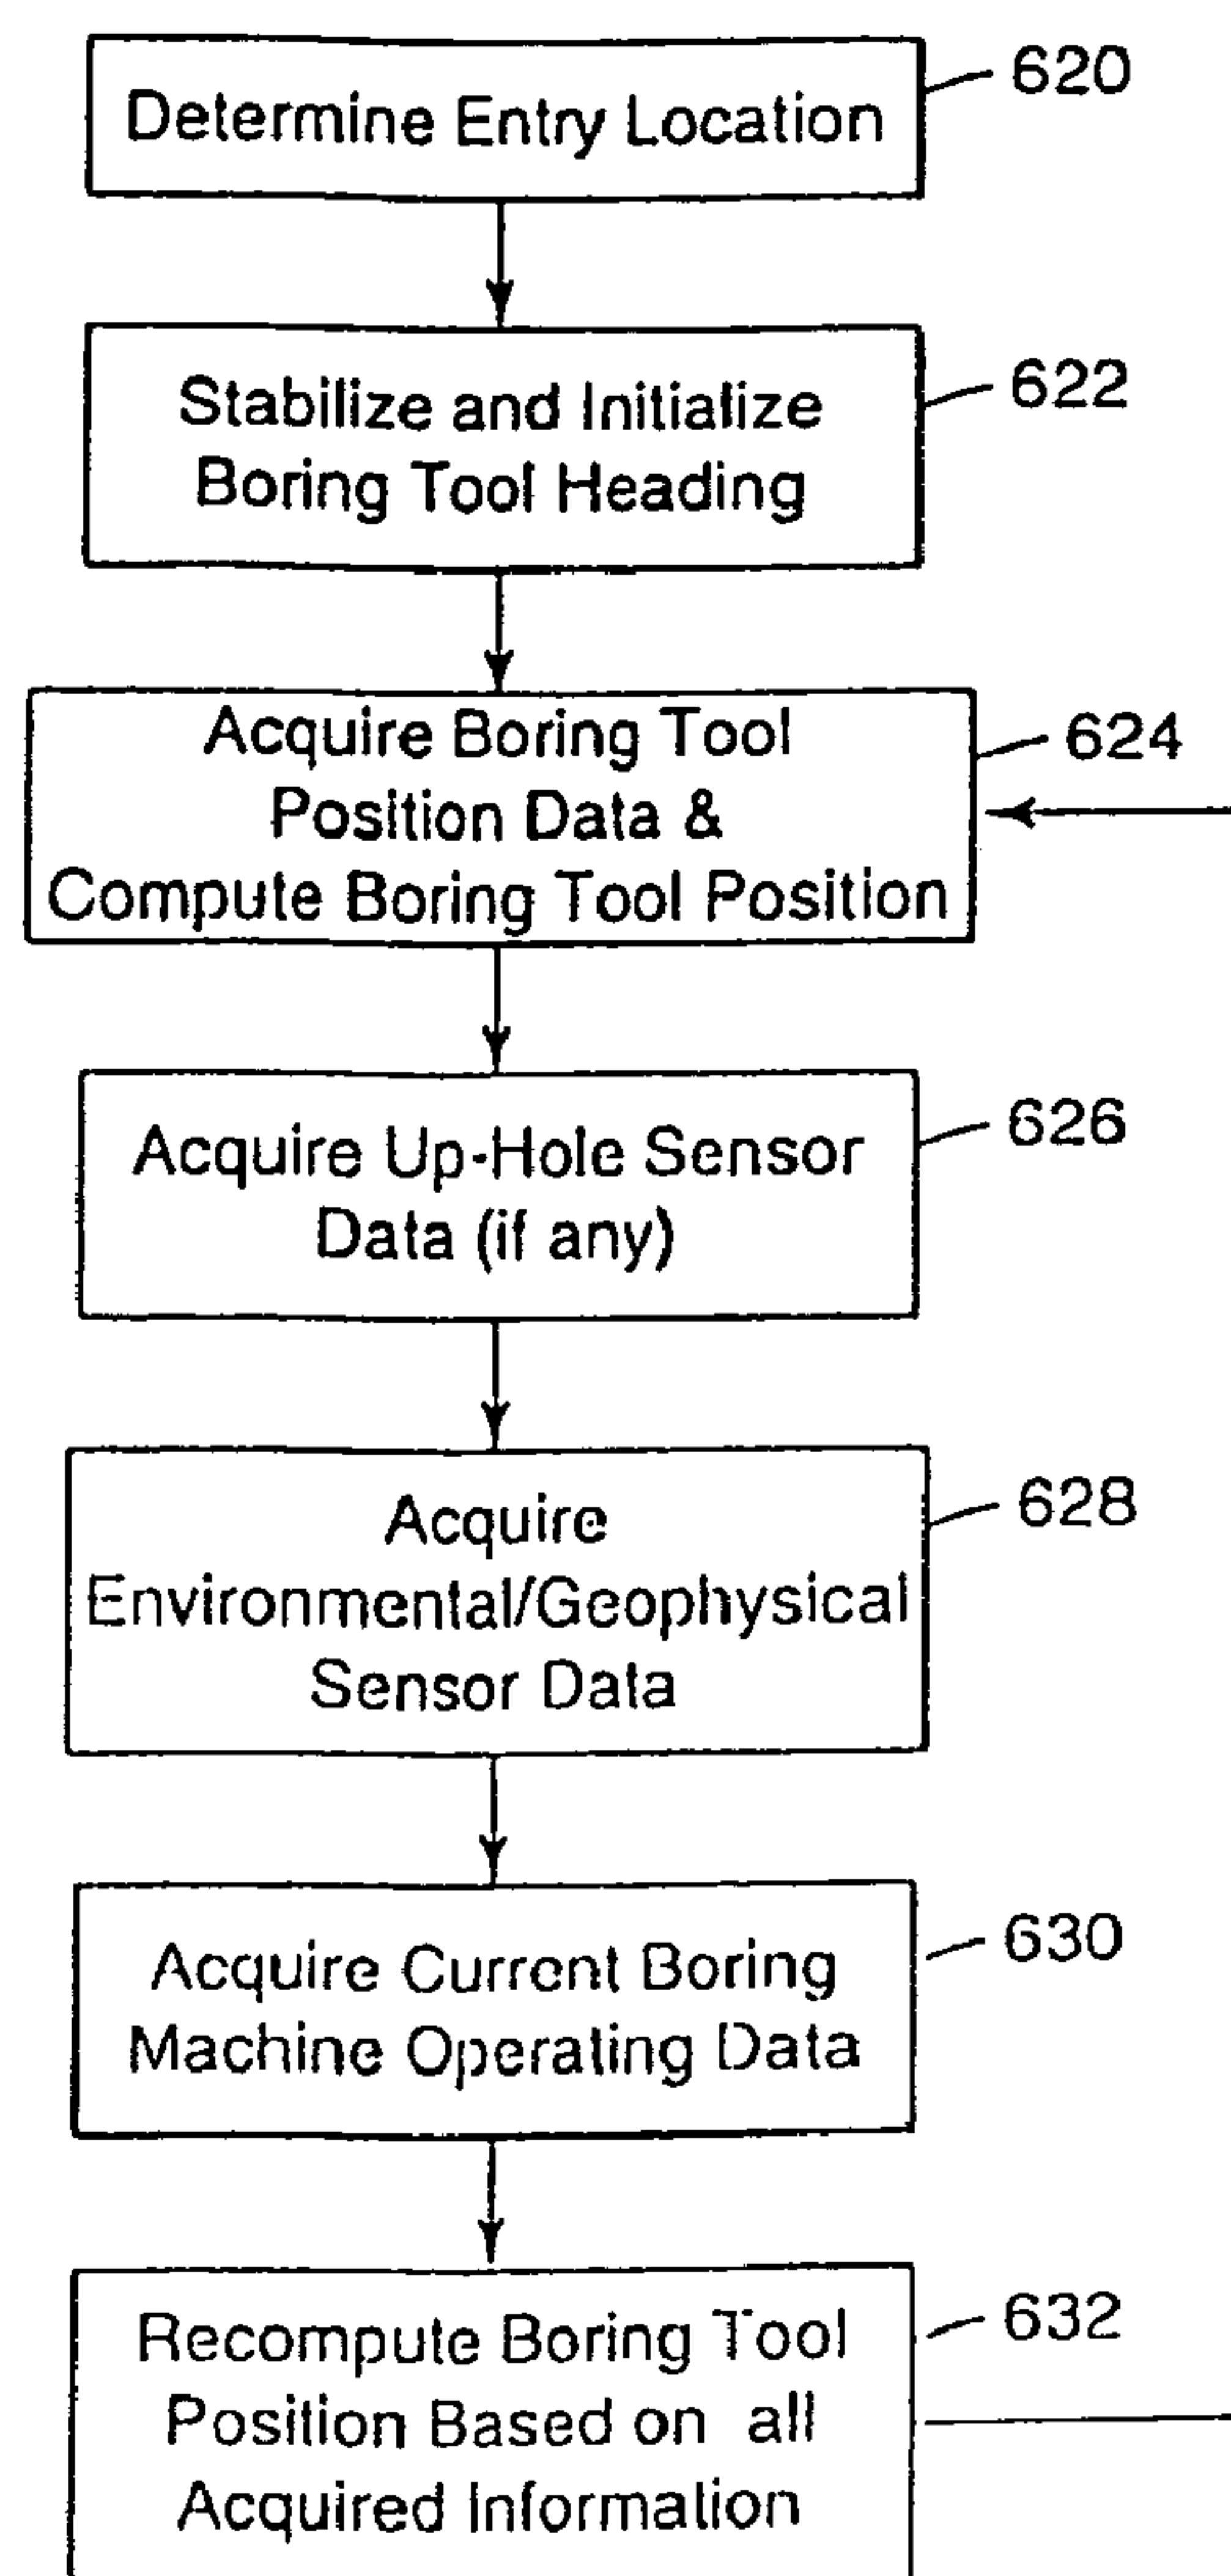 Determine Entry Location
620
Stabilize and Initialize
Boring Tool Heading
622
Acquire Boring Tool
Position Data &
Compute Boring Tool Position
624
Acquire Up-Hole Sensor
Data (if any)
626
Acquire
Environmental/Geophysical
Sensor Data
628
Acquire Current Boring
Machine Operating Data
630
Recompute Boring Tool
Position Based on all
Acquired Information
632